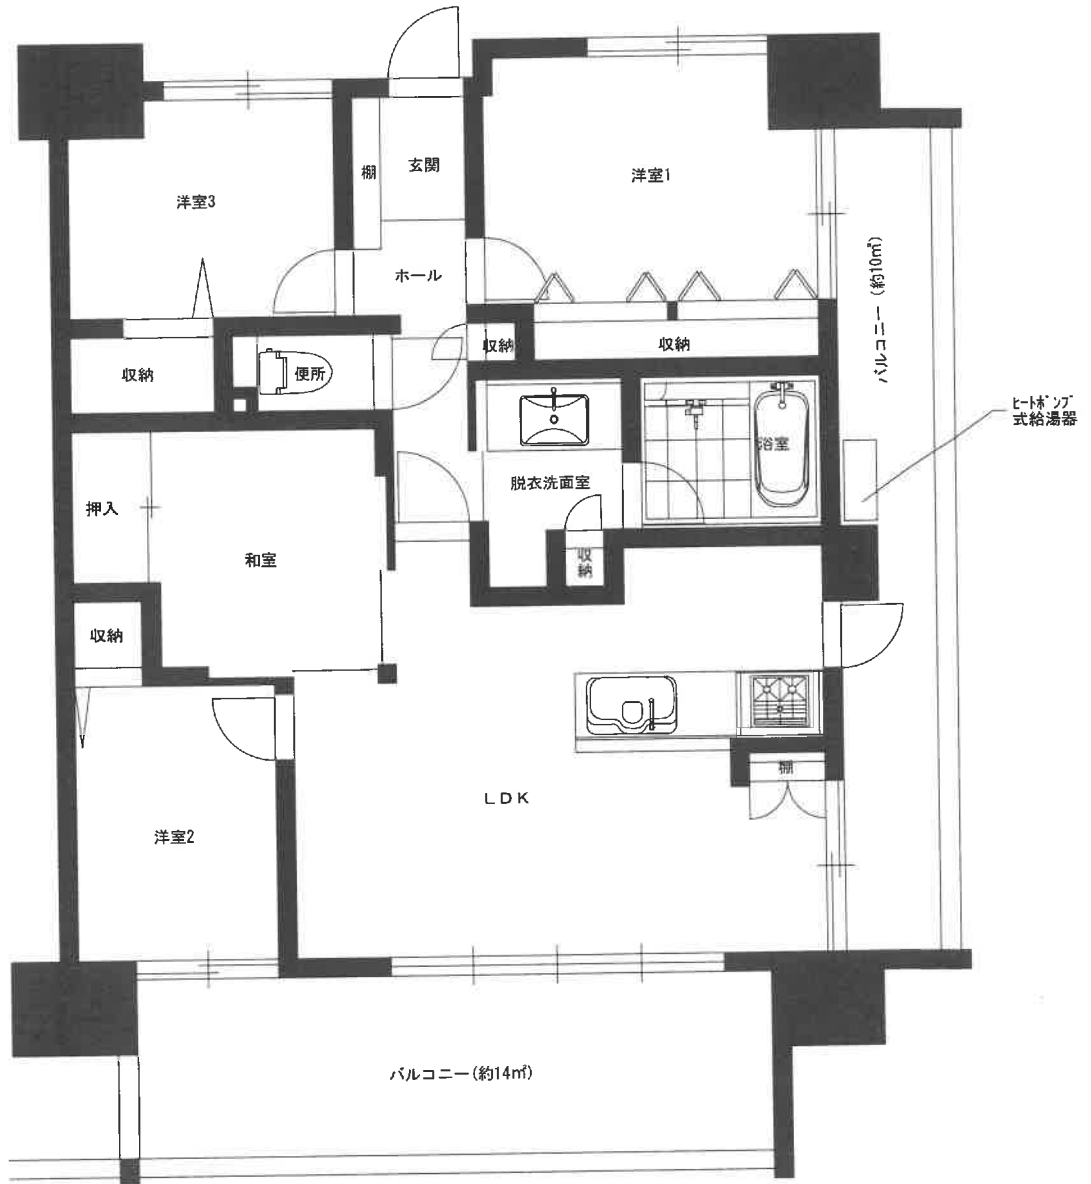 玄関
棚
洋室1
洋室3
ホール
バルコニー(約10㎡)
収納
便所
収納
収納
ヒートポンプ
式給湯器
浴室
脱衣洗面室
押入
和室
収納
収納
棚
LDK
洋室2
バルコニー(約14㎡)